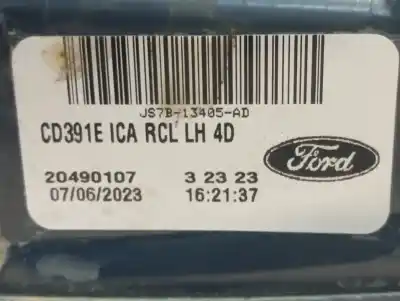 JS7B-13405-AD
CD391E ICA RCL LH 4D
Ford
20490107 3 23 23
07/06/2023 16:21:37